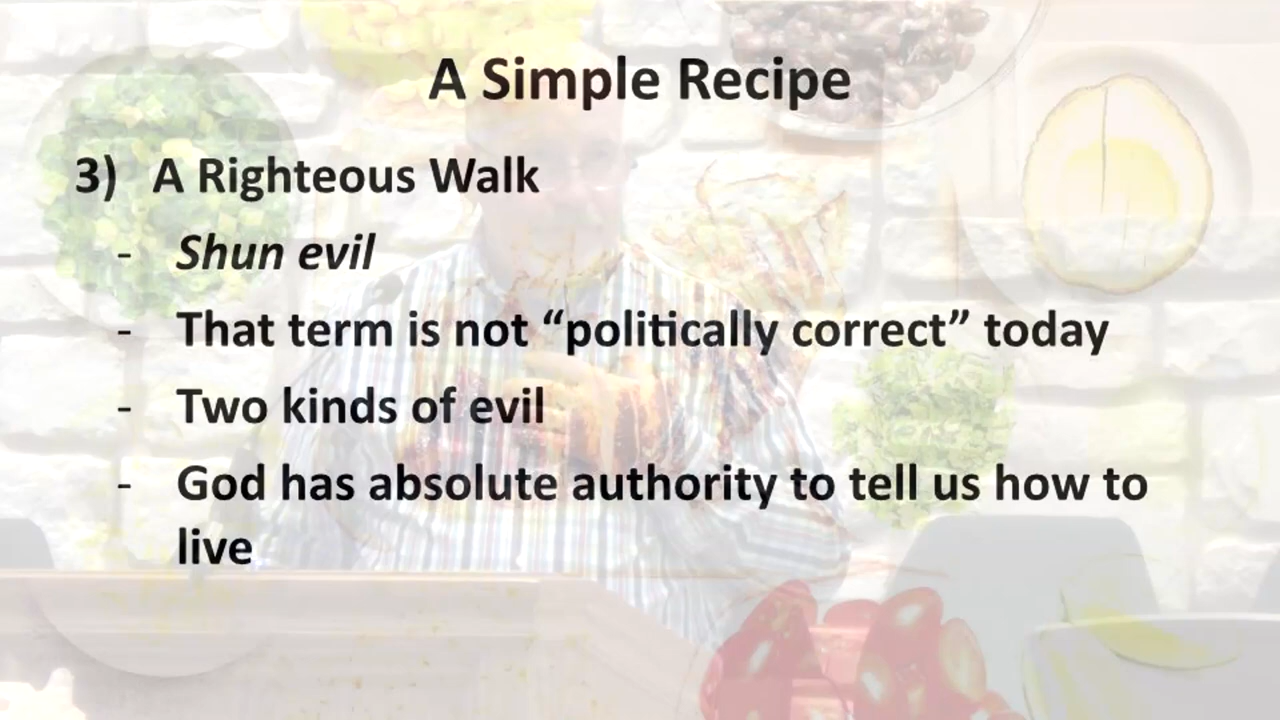 A Simple Recipe
3) A Righteous Walk
- Shun evil
- That term is not “politically correct” today
- Two kinds of evil
- God has absolute authority to tell us how to
live